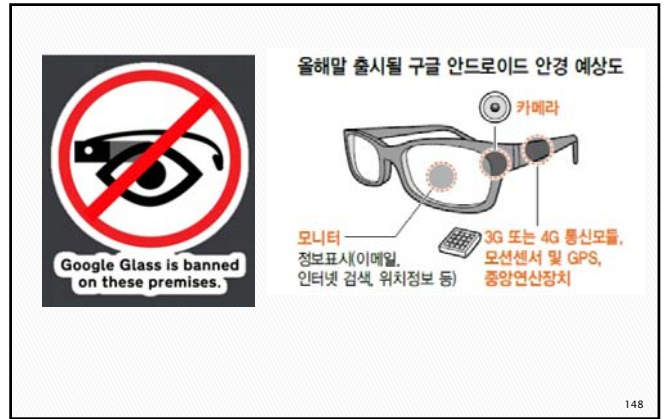 Google Glass is banned
on these premises.
올해말 출시될 구글 안드로이드 안경 예상도
카메라
모니터
정보표시(이메일,
인터넷 검색, 위치정보 등)
3G 또는 4G 통신모듈,
모션센서 및 GPS,
중앙연산장치
148